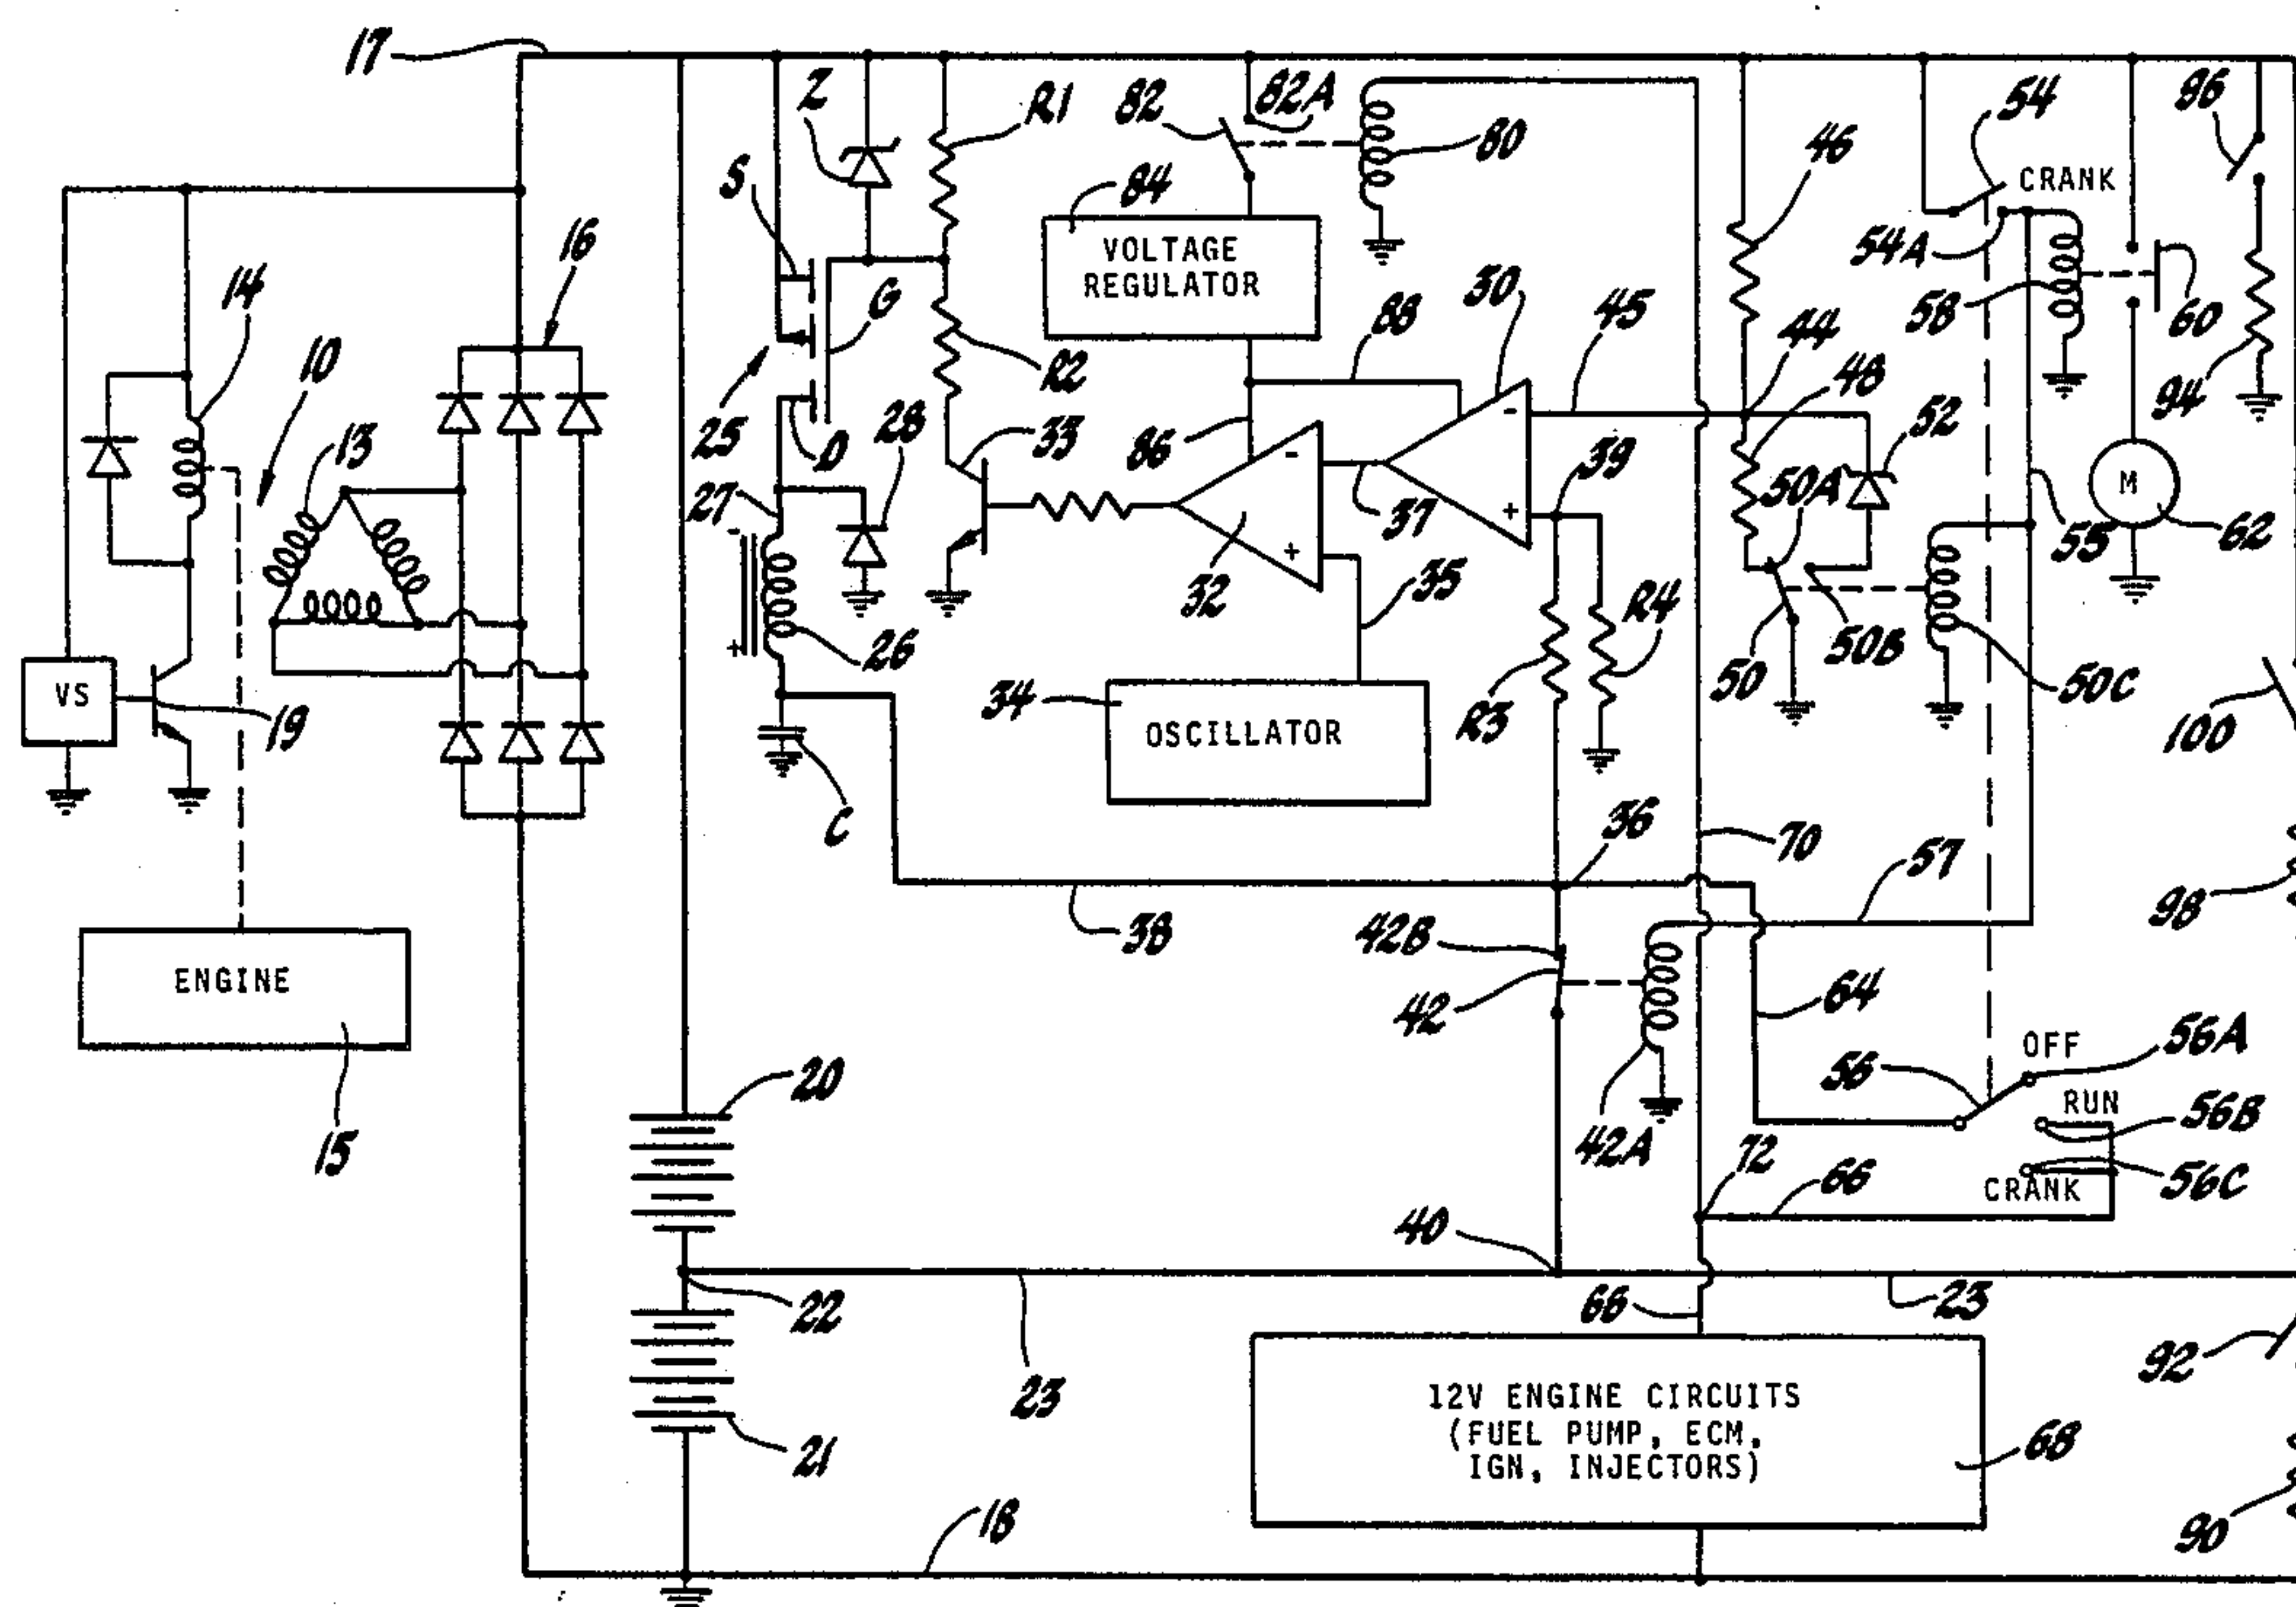 17
Z
R1
82
82A
80
54
CRANK
86
S
84
46
54A
16
VOLTAGE
REGULATOR
G
30
45
44
58
60
14
88
10
R2
48
94
25
D
28
33
86
39
52
13
27
-
-
+
37
50A
M
62
55
-
+
32
35
R4
50
50B
50C
26
+
34
R3
VS
19
OSCILLATOR
100
C
36
70
57
38
42B
98
ENGINE
42
64
OFF
56A
56
RUN
56B
20
15
42A
72
66
56C
CRANK
40
22
66
23
23
92
12V ENGINE CIRCUITS
(FUEL PUMP, ECM,
IGN, INJECTORS)
68
21
18
90